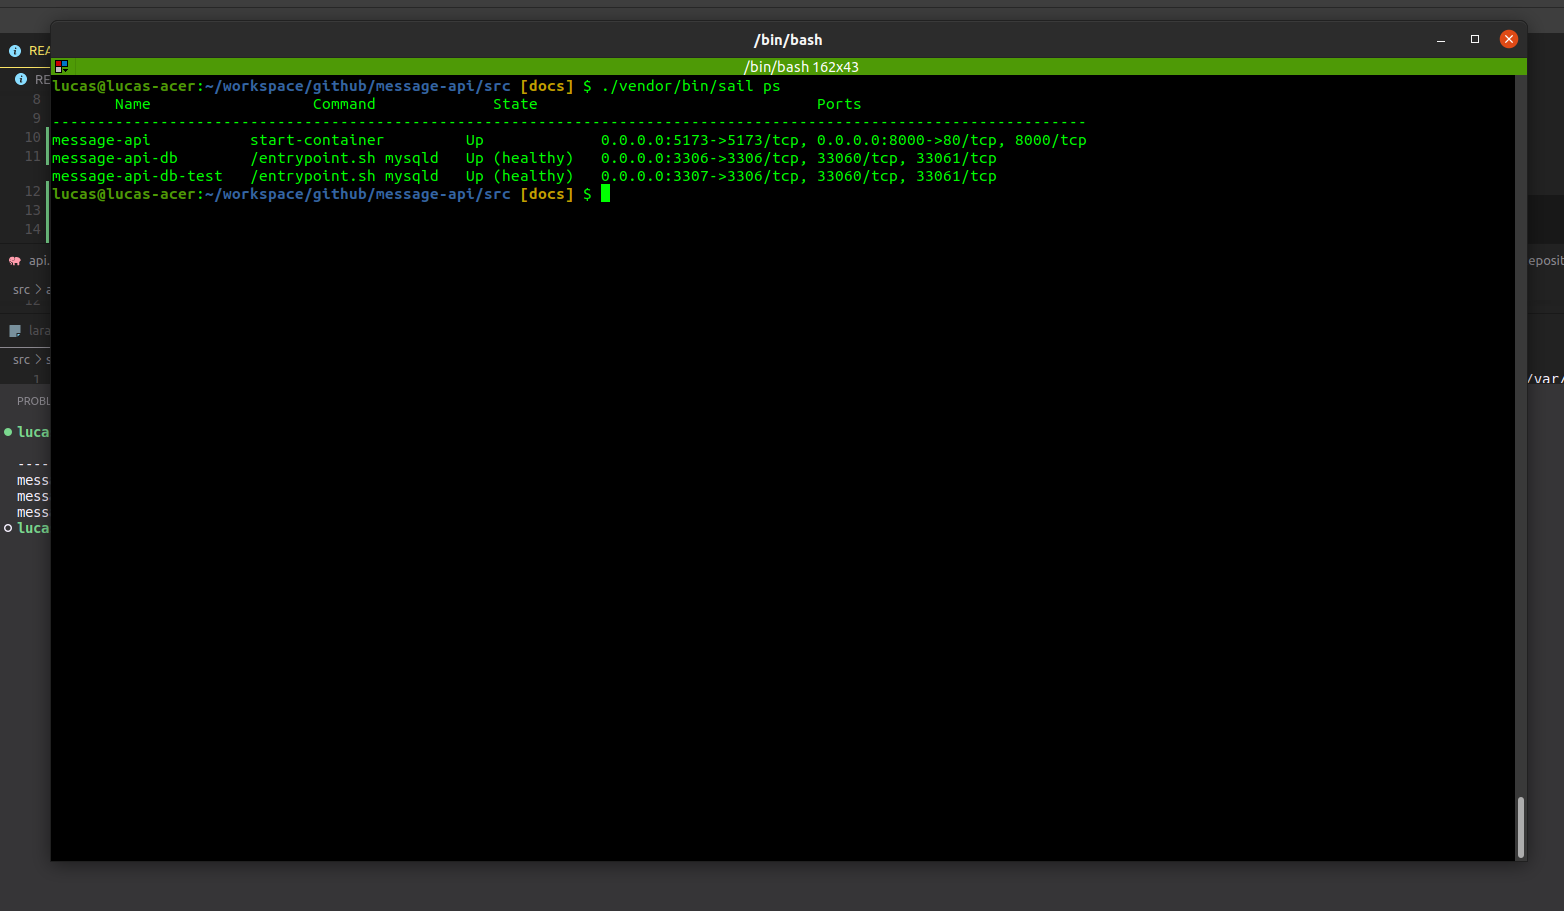 /bin/bash
/bin/bash 162x43
lucas@lucas-acer:~/workspace/github/message-api/src [docs] $ ./vendor/bin/sail ps
Name Command State Ports
-------------------------------------------------------------------------------------------------------------------
message-api start-container Up 0.0.0.0:5173->5173/tcp, 0.0.0.0:8000->80/tcp, 8000/tcp
message-api-db /entrypoint.sh mysqld Up (healthy) 0.0.0.0:3306->3306/tcp, 33060/tcp, 33061/tcp
message-api-db-test /entrypoint.sh mysqld Up (healthy) 0.0.0.0:3307->3306/tcp, 33060/tcp, 33061/tcp
lucas@lucas-acer:~/workspace/github/message-api/src [docs] $
REA
RE
8
9
10
11
12
13
14
api.
eposit
src > a
12
lara
src > s
1
/var/
PROBL
luca
----
mess
mess
mess
luca